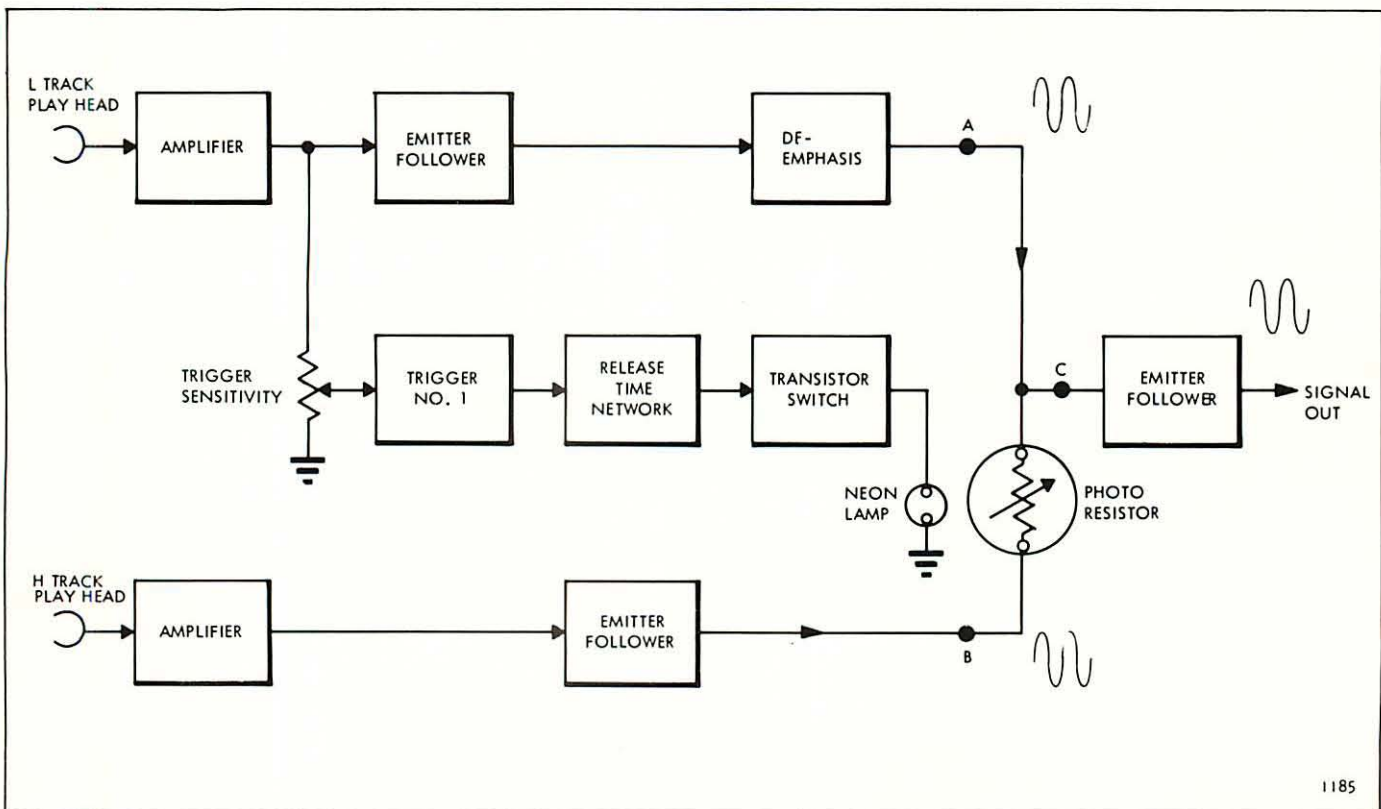 L TRACK
PLAY HEAD
AMPLIFIER
EMITTER
FOLLOWER
DF-
EMPHASIS
A
TRIGGER
SENSITIVITY
TRIGGER
NO. 1
RELEASE
TIME
NETWORK
TRANSISTOR
SWITCH
C
EMITTER
FOLLOWER
SIGNAL
OUT
NEON
LAMP
PHOTO
RESISTOR
H TRACK
PLAY HEAD
AMPLIFIER
EMITTER
FOLLOWER
B
1185